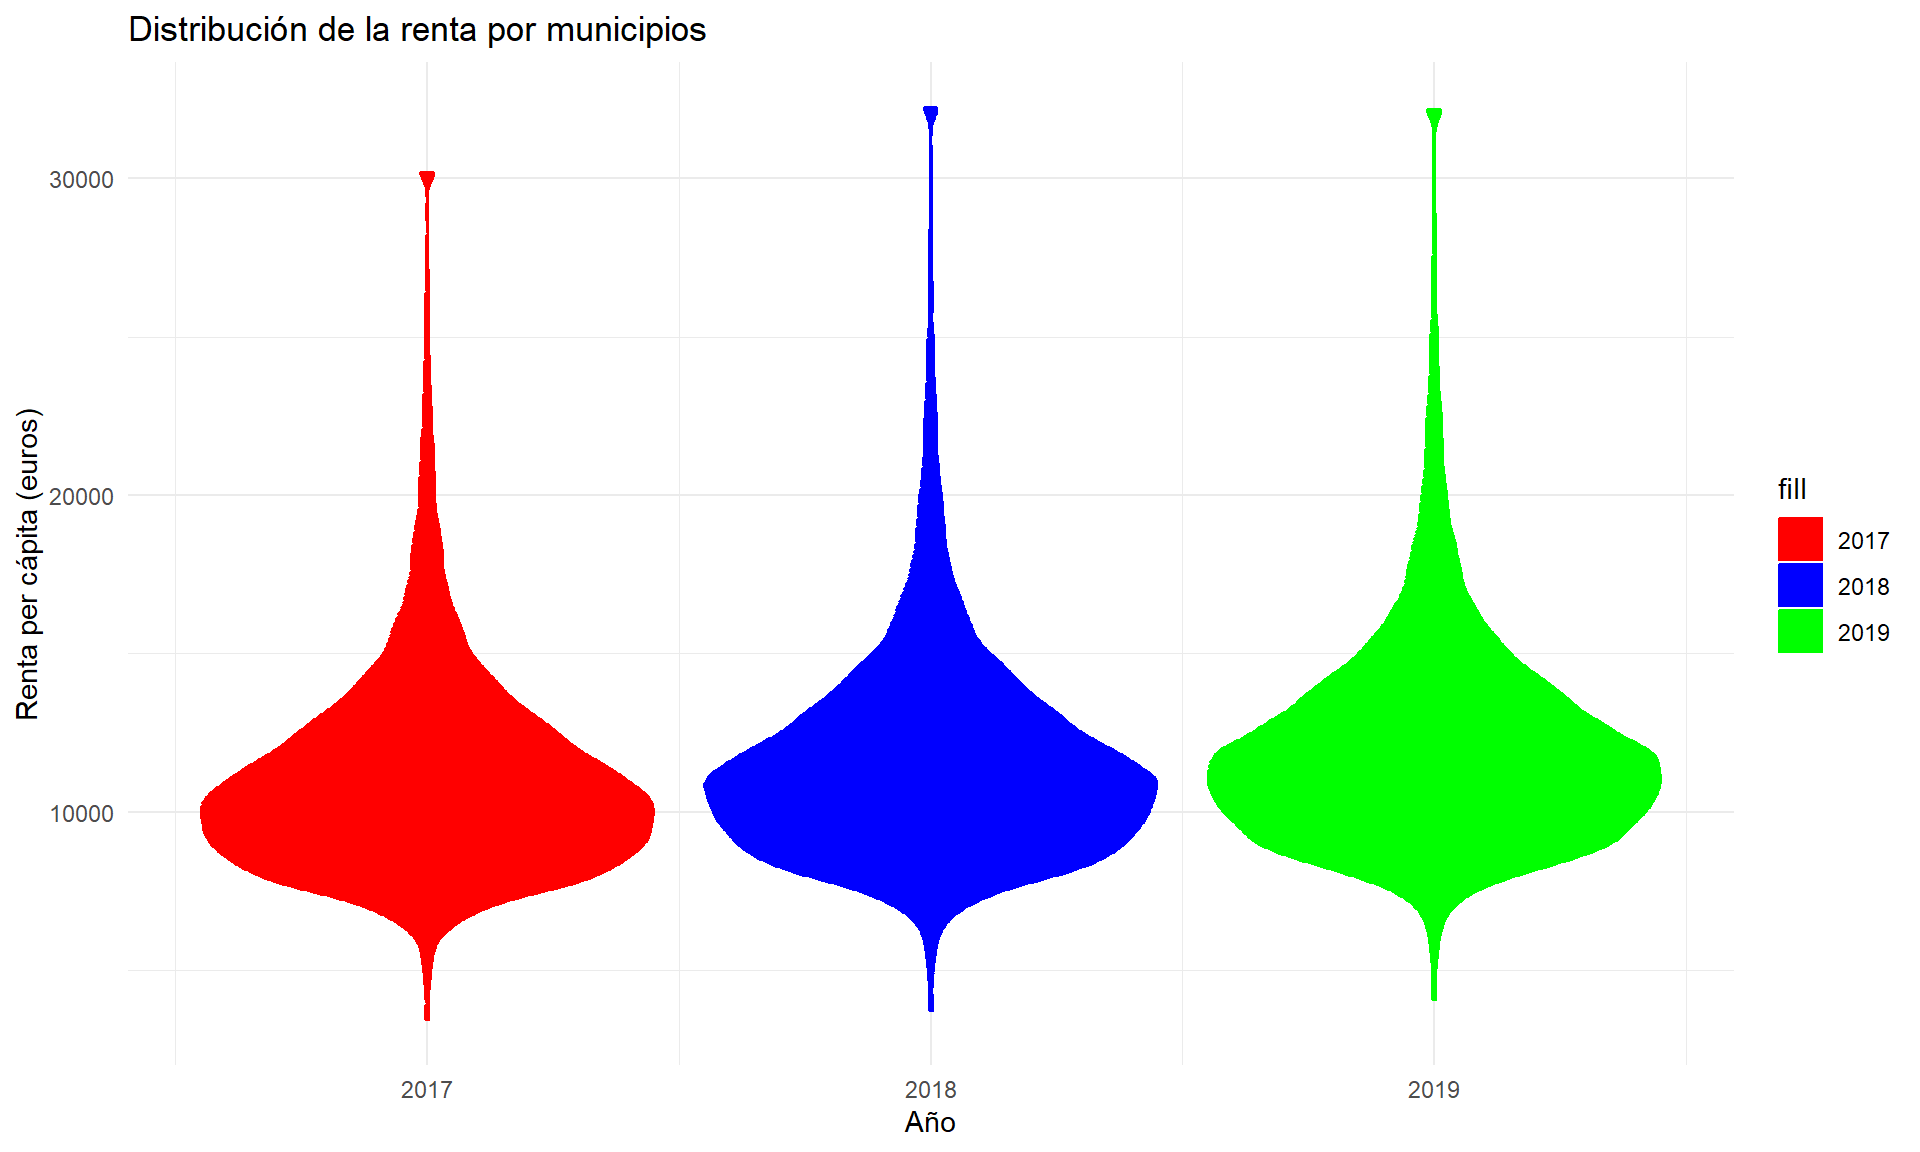 Distribución de la renta por municipios
Renta per cápita (euros)
30000
20000
10000
2017
2018
2019
Año
fill
2017
2018
2019